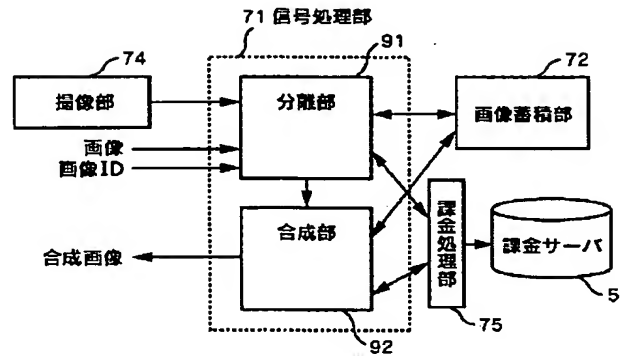 71 信号処理部
74
91
72
撮像部
分離部
画像蓄積部
画像
画像ID
合成部
合成画像
課金処理部
課金サーバ
5
75
92